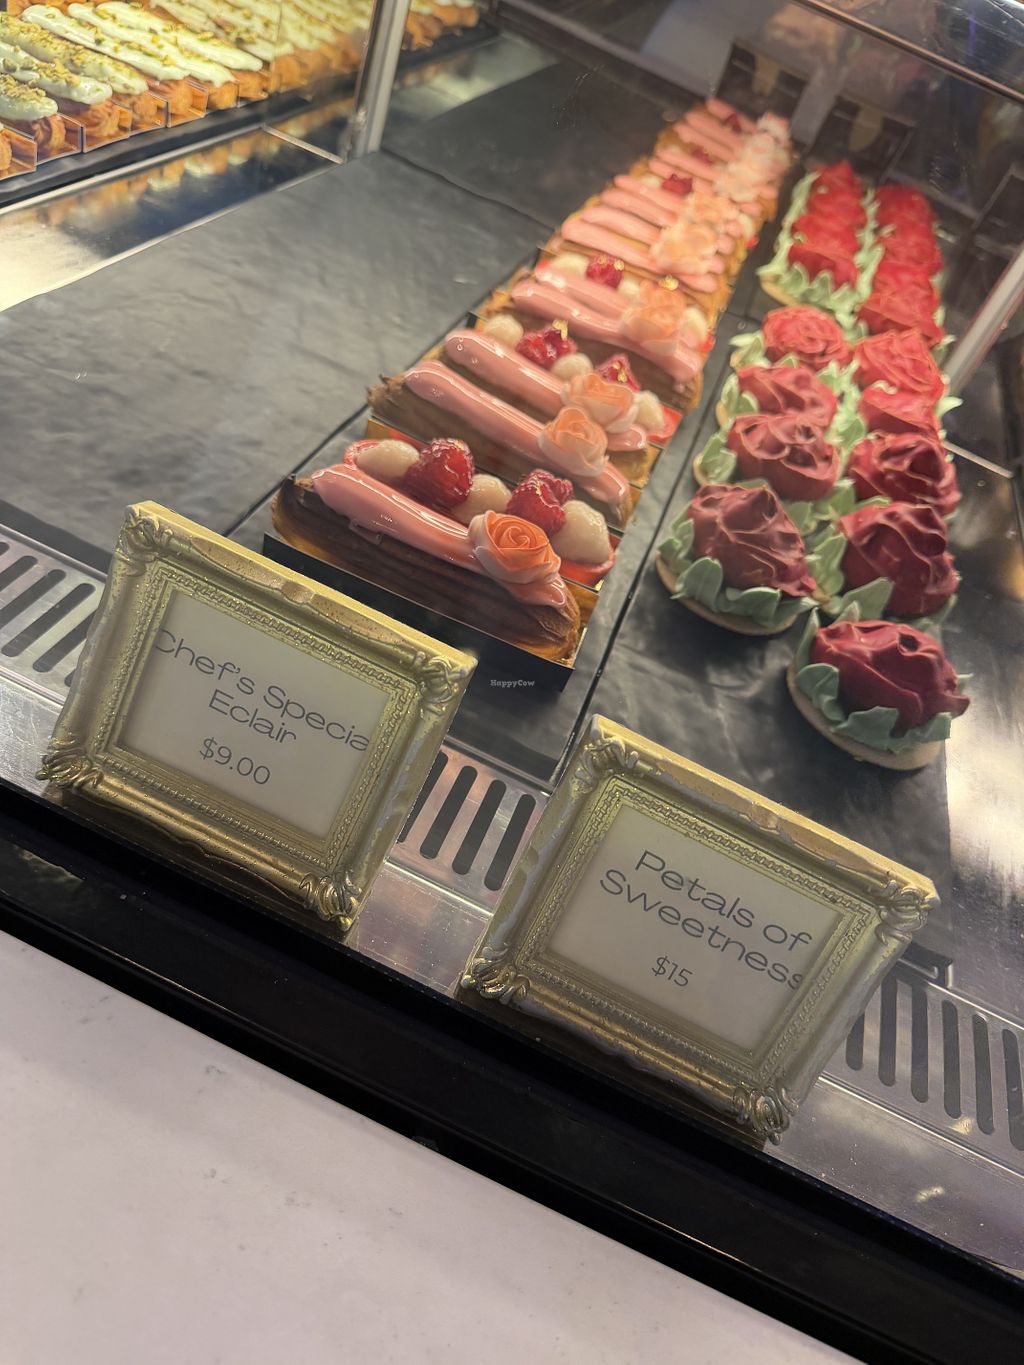 Chef's Specia
Eclair
$9.00
Petals of
Sweetness
$15
HappyCow